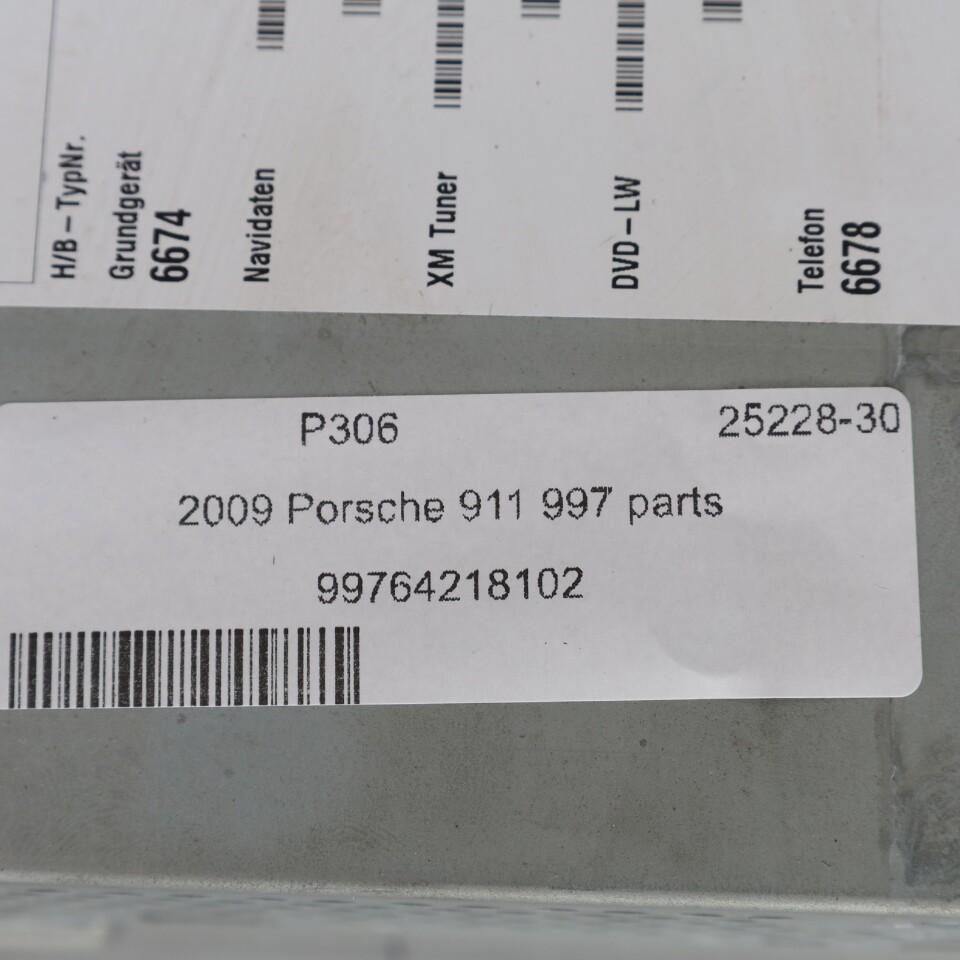 H/B-TypNr.
Grundgerät
6674
Navidaten
XM Tuner
DVD-LW
Telefon
6678
P306
25228-30
2009 Porsche 911 997 parts
99764218102